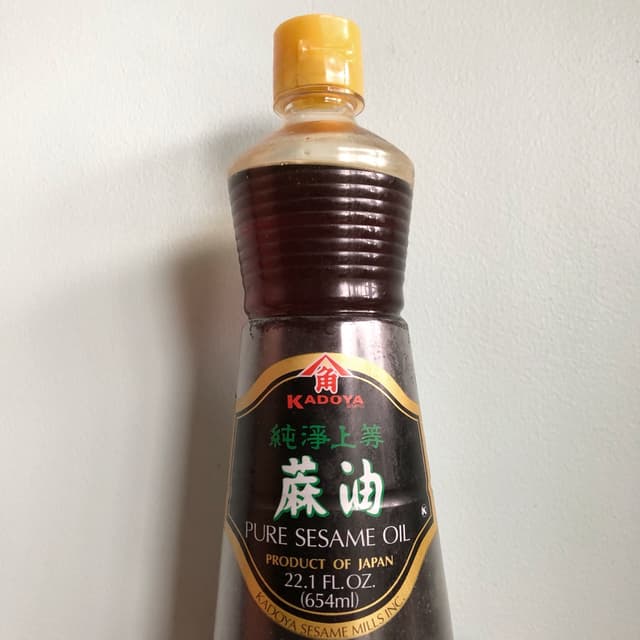 角
KADOYA
純淨上等
蔴油
PURE SESAME OIL
K
PRODUCT OF JAPAN
22.1 FL.OZ.
(654ml)
KADOYA SESAME MILLS INC.